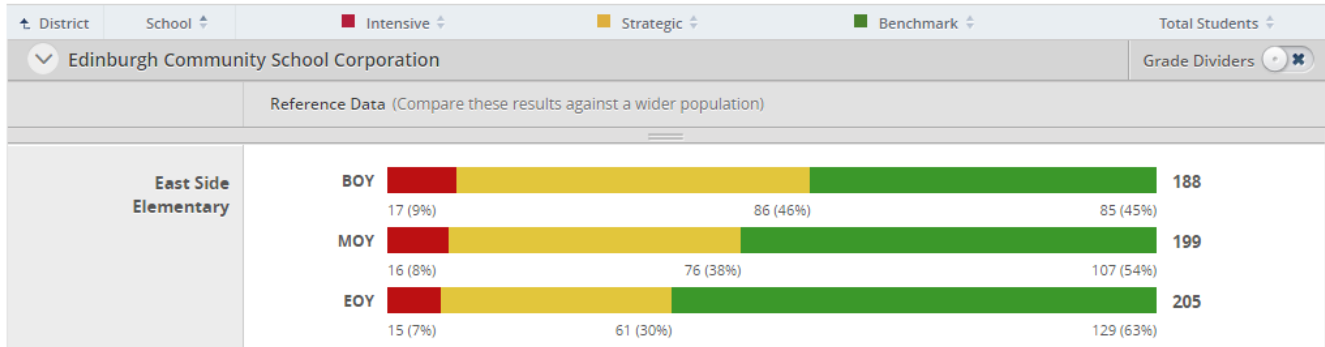 District School Intensive Strategic Benchmark Total Students
Edinburgh Community School Corporation Grade Dividers
Reference Data (Compare these results against a wider population)
East Side Elementary
BOY 188
17 (9%) 86 (46%) 85 (45%)
MOY 199
16 (8%) 76 (38%) 107 (54%)
EOY 205
15 (7%) 61 (30%) 129 (63%)